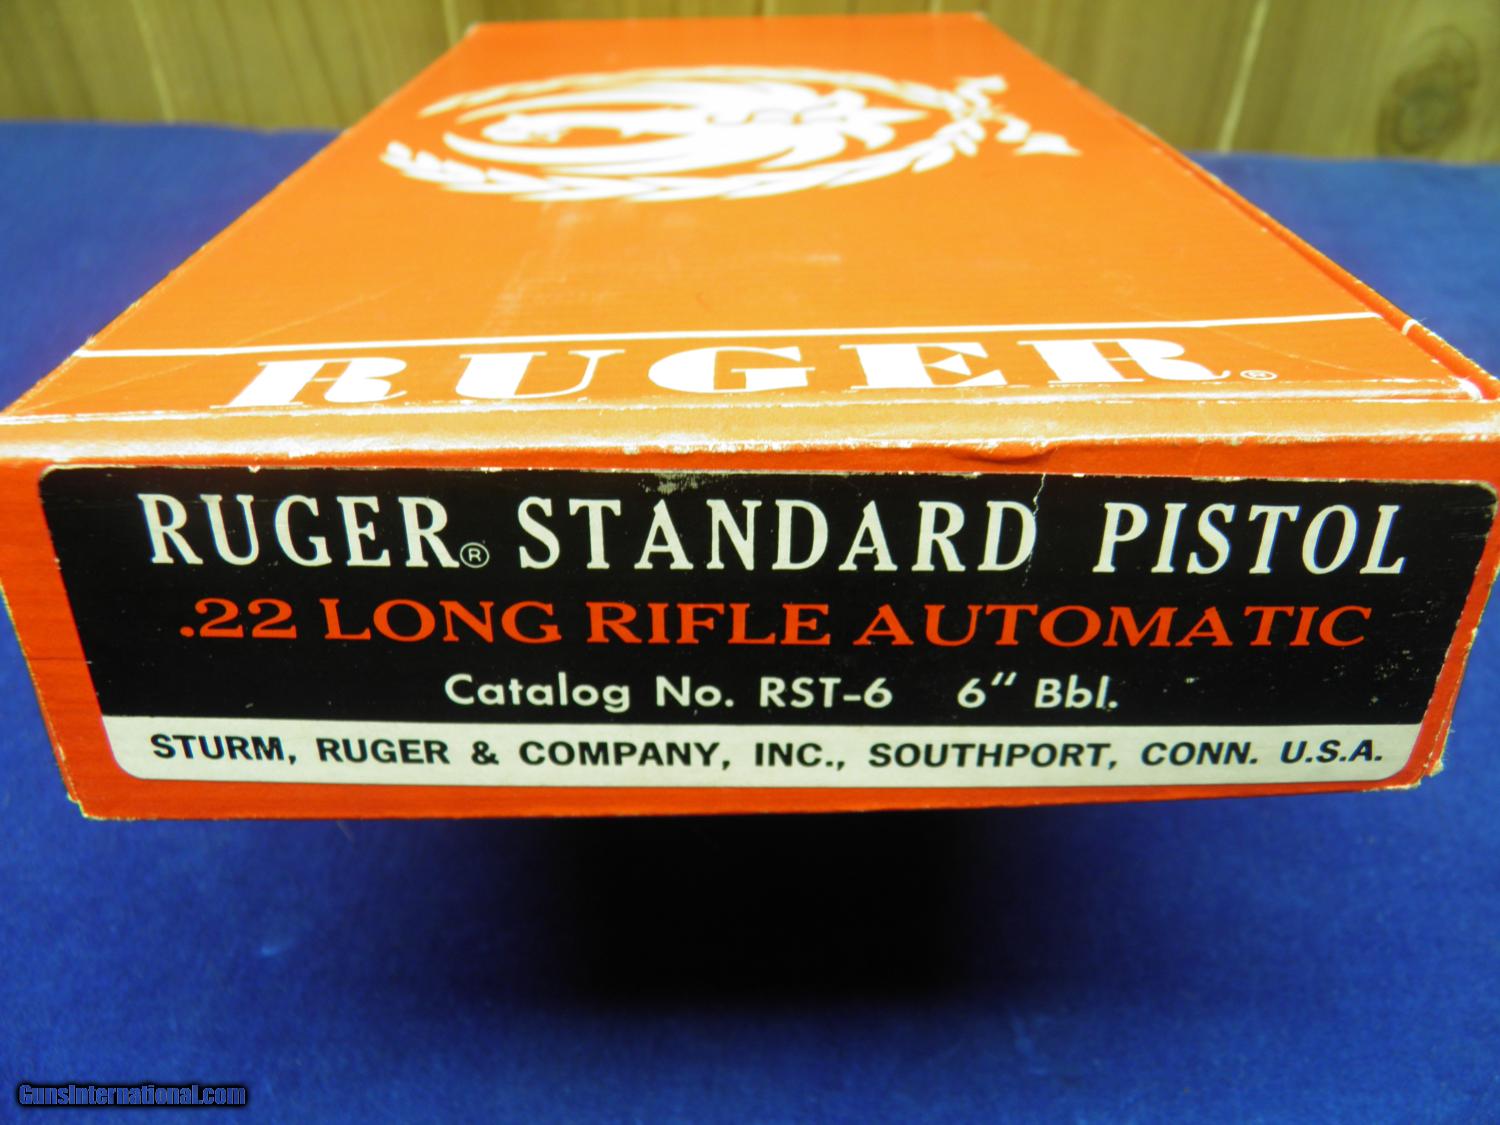 RUGER®
RUGER® STANDARD PISTOL
.22 LONG RIFLE AUTOMATIC
Catalog No. RST-6 6" Bbl.
STURM, RUGER & COMPANY, INC., SOUTHPORT, CONN. U.S.A.
GunsInternational.com